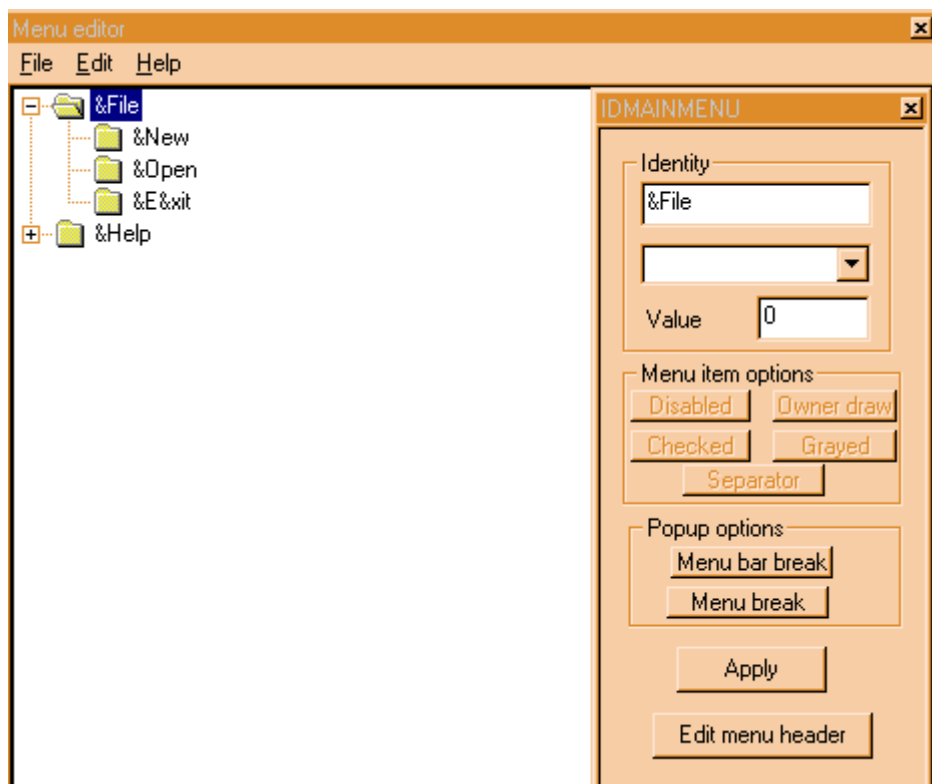 Menu editor
File Edit Help
&File
&New
&Open
&E&xit
&Help
IDMAINMENU
Identity
&File
Value 0
Menu item options
Disabled Owner draw
Checked Grayed
Separator
Popup options
Menu bar break
Menu break
Apply
Edit menu header